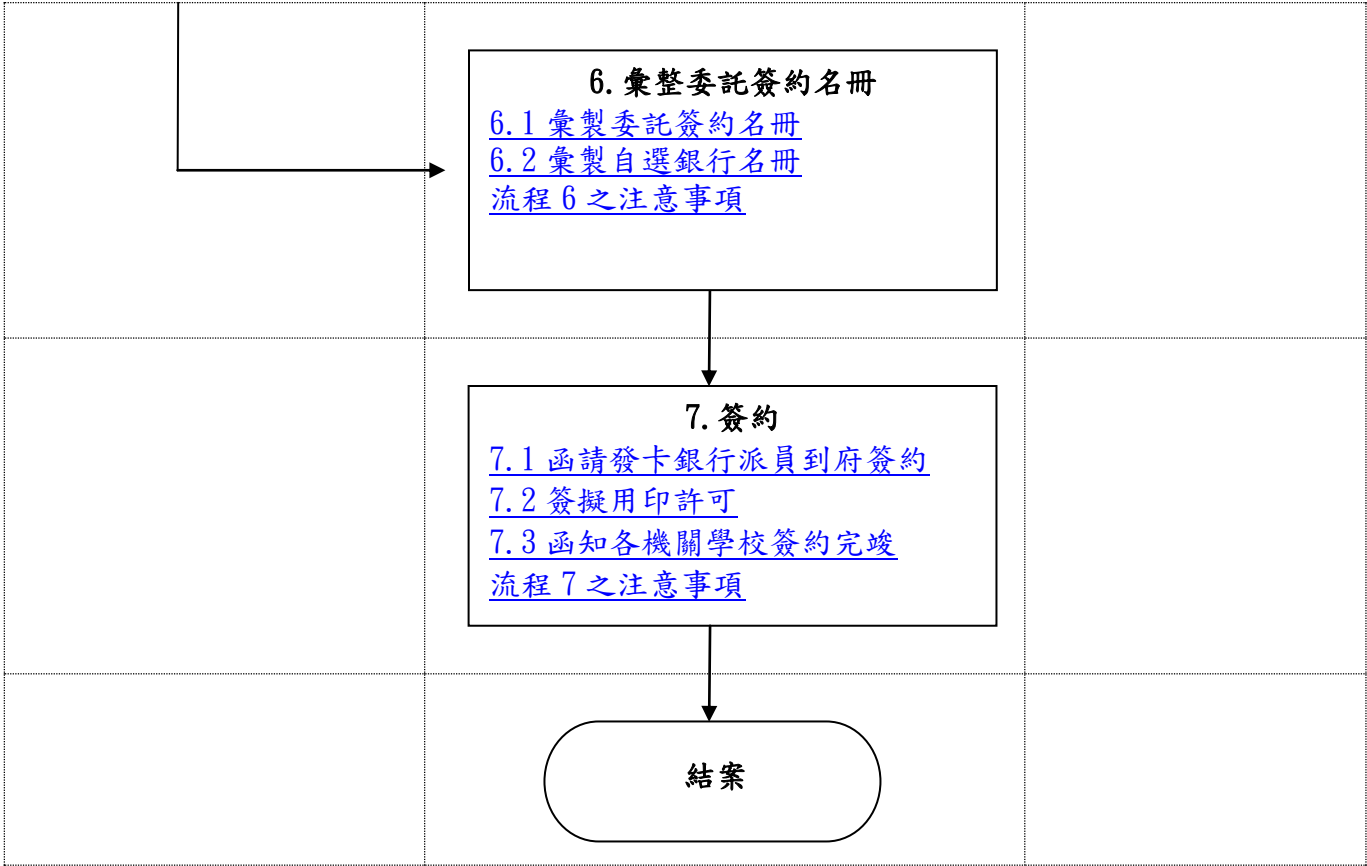 6.彙整委託簽約名冊
6.1 彙製委託簽約名冊
6.2 彙製自選銀行名冊
流程 6 之注意事項
7.簽約
7.1 函請發卡銀行派員到府簽約
7.2 簽擬用印許可
7.3 函知各機關學校簽約完竣
流程 7 之注意事項
結案